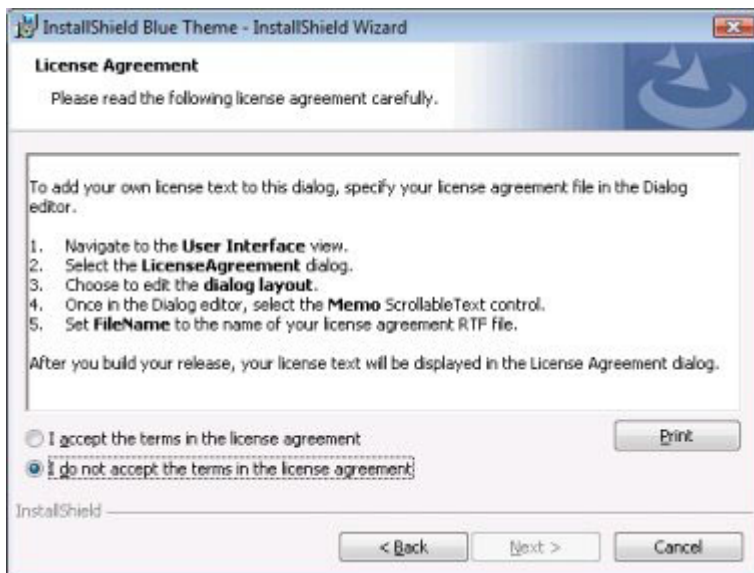 InstallShield Blue Theme - InstallShield Wizard
License Agreement
Please read the following license agreement carefully.
To add your own license text to this dialog, specify your license agreement file in the Dialog
editor.
1. Navigate to the User Interface view.
2. Select the LicenseAgreement dialog.
3. Choose to edit the dialog layout.
4. Once in the Dialog editor, select the Memo ScrollableText control.
5. Set FileName to the name of your license agreement RTF file.
After you build your release, your license text will be displayed in the License Agreement dialog.
I accept the terms in the license agreement
Print
I do not accept the terms in the license agreement
InstallShield
< Back
Next >
Cancel